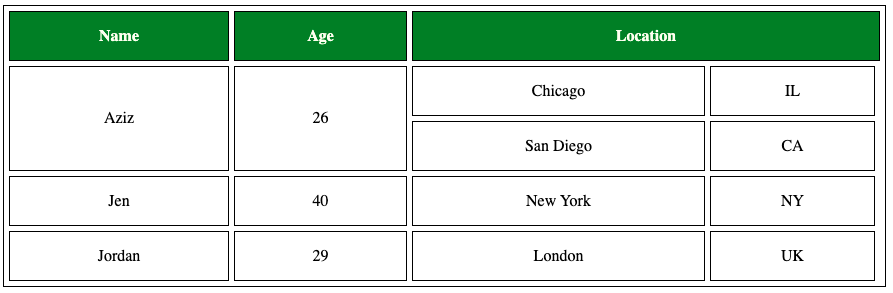 Name Age Location
Aziz 26 Chicago IL
San Diego CA
Jen 40 New York NY
Jordan 29 London UK